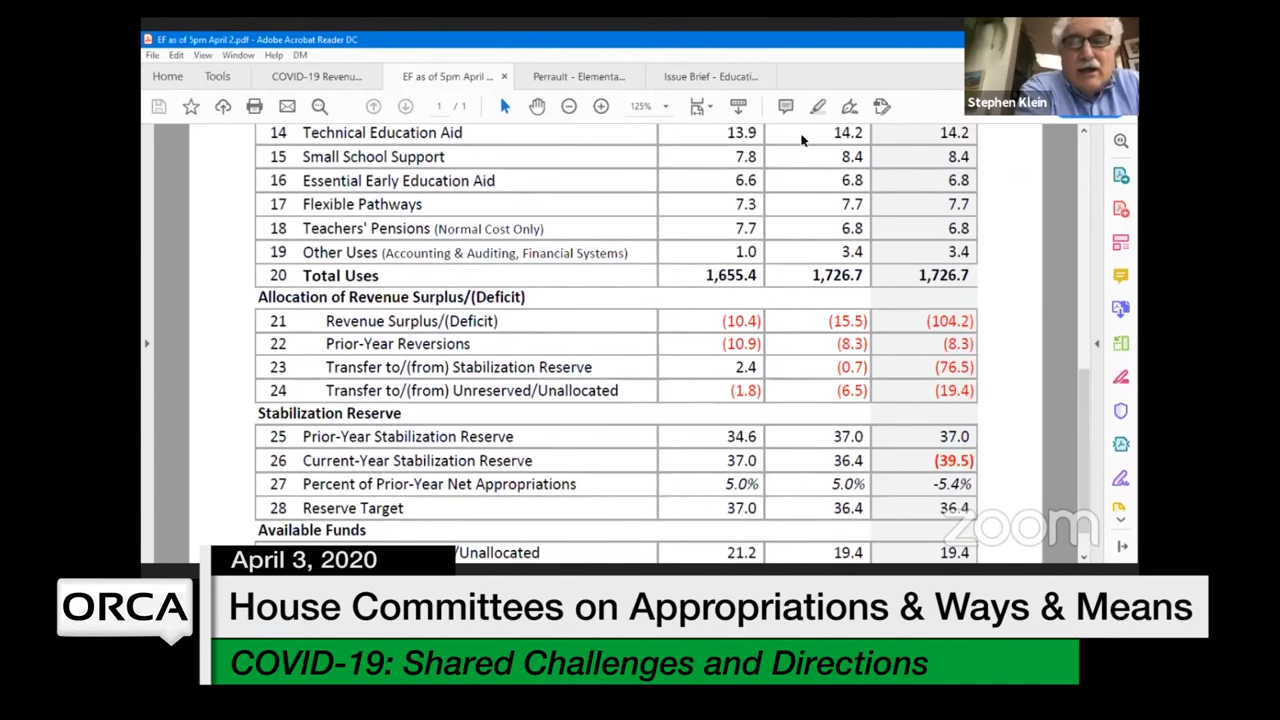 EF as of 5pm April 2.pdf - Adobe Acrobat Reader DC
File Edit View Window Help DM
Home Tools COVID-19 Revenu... EF as of 5pm April ... × Perrault - Elementa... Issue Brief - Educati...
1 / 1 125%
Stephen Klein
14 Technical Education Aid 13.9 14.2 14.2
15 Small School Support 7.8 8.4 8.4
16 Essential Early Education Aid 6.6 6.8 6.8
17 Flexible Pathways 7.3 7.7 7.7
18 Teachers' Pensions (Normal Cost Only) 7.7 6.8 6.8
19 Other Uses (Accounting & Auditing, Financial Systems) 1.0 3.4 3.4
20 Total Uses 1,655.4 1,726.7 1,726.7
Allocation of Revenue Surplus/(Deficit)
21 Revenue Surplus/(Deficit) (10.4) (15.5) (104.2)
22 Prior-Year Reversions (10.9) (8.3) (8.3)
23 Transfer to/(from) Stabilization Reserve 2.4 (0.7) (76.5)
24 Transfer to/(from) Unreserved/Unallocated (1.8) (6.5) (19.4)
Stabilization Reserve
25 Prior-Year Stabilization Reserve 34.6 37.0 37.0
26 Current-Year Stabilization Reserve 37.0 36.4 (39.5)
27 Percent of Prior-Year Net Appropriations 5.0% 5.0% -5.4%
28 Reserve Target 37.0 36.4 36.4
Available Funds
/Unallocated 21.2 19.4 19.4
zoom
April 3, 2020
ORCA
House Committees on Appropriations & Ways & Means
COVID-19: Shared Challenges and Directions